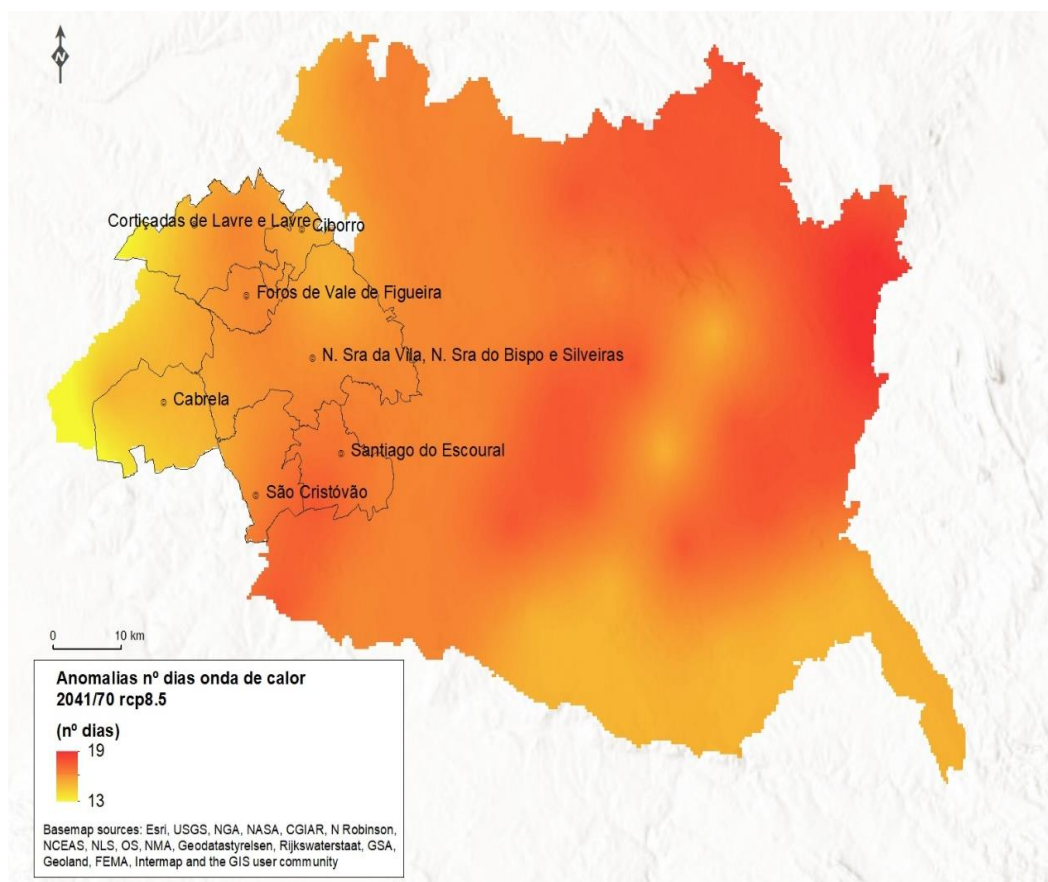 N
Cortiçadas de Lavre e Lavre
Ciborro
Foros de Vale de Figueira
N. Sra da Vila, N. Sra do Bispo e Silveiras
Cabrela
Santiago do Escoural
São Cristóvão
0 10 km
Anomalias nº dias onda de calor
2041/70 rcp8.5
(nº dias)
19
13
Basemap sources: Esri, USGS, NGA, NASA, CGIAR, N Robinson,
NCEAS, NLS, OS, NMA, Geodatastyrelsen, Rijkswaterstaat, GSA,
Geoland, FEMA, Intermap and the GIS user community